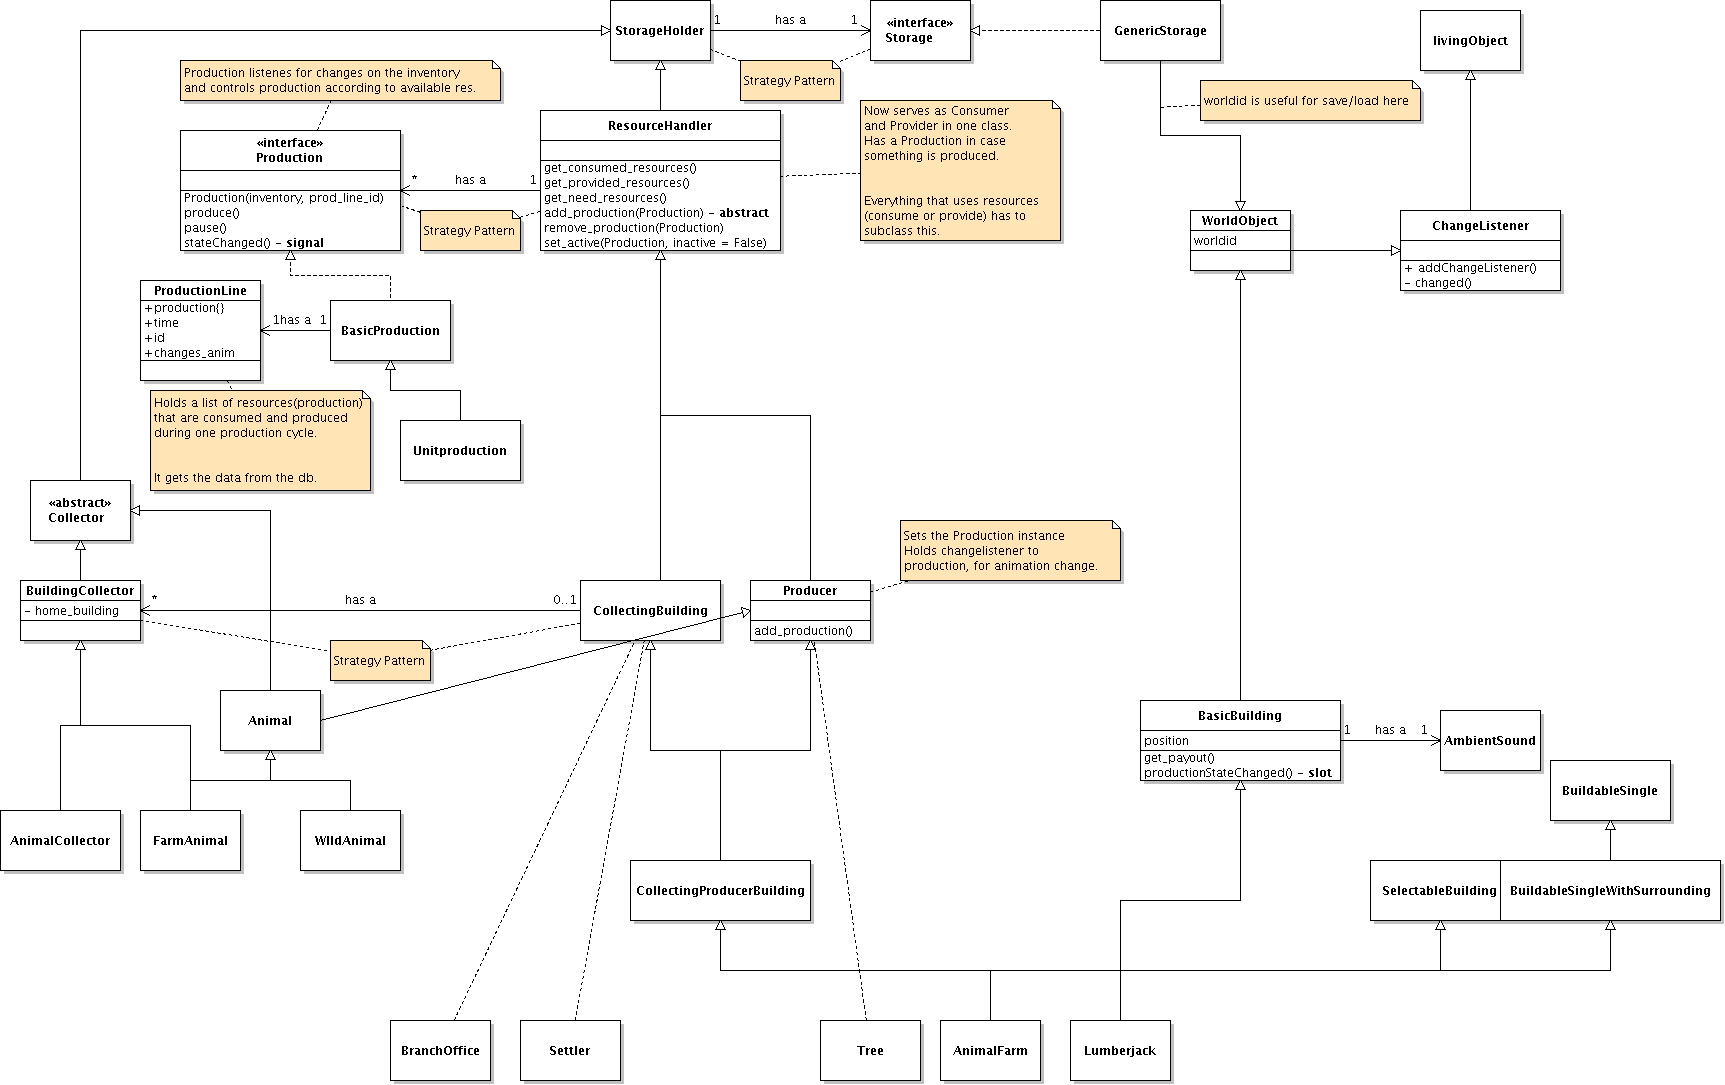 StorageHolder
1
has a
1
«interface»
Storage
GenericStorage
livingObject
Strategy Pattern
Production listenes for changes on the inventory
and controls production according to available res.
worldid is useful for save/load here
«interface»
Production
Production(inventory, prod_line_id)
produce()
pause()
stateChanged() - signal
*
has a
1
Strategy Pattern
ResourceHandler
get_consumed_resources()
get_provided_resources()
get_need_resources()
add_production(Production) - abstract
remove_production(Production)
set_active(Production, inactive = False)
Now serves as Consumer
and Provider in one class.
Has a Production in case
something is produced.
Everything that uses resources
(consume or provide) has to
subclass this.
WorldObject
worldid
ChangeListener
+ addChangeListener()
- changed()
ProductionLine
+production{}
+time
+id
+changes_anim
1has a
1
BasicProduction
Holds a list of resources(production)
that are consumed and produced
during one production cycle.
It gets the data from the db.
Unitproduction
«abstract»
Collector
Sets the Production instance
Holds changelistener to
production, for animation change.
BuildingCollector
- home_building
*
has a
0..1
CollectingBuilding
Producer
add_production()
Strategy Pattern
Animal
BasicBuilding
position
get_payout()
productionStateChanged() - slot
1
has a
1
AmbientSound
BuildableSingle
AnimalCollector
FarmAnimal
WIldAnimal
CollectingProducerBuilding
SelectableBuilding
BuildableSingleWithSurrounding
BranchOffice
Settler
Tree
AnimalFarm
Lumberjack